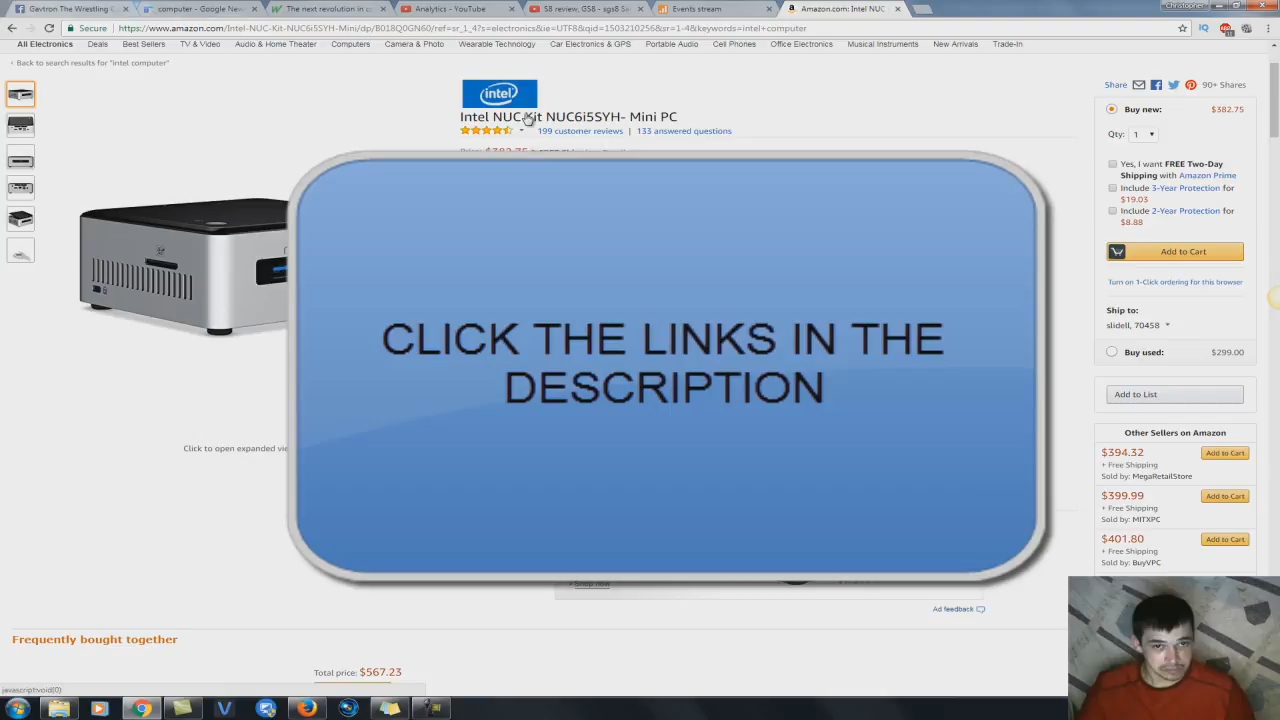 Gavtron The Wrestling
computer - Google New
The next revolution in c
Analytics - YouTube
S8 review, G58 - sgs8 Se
Events stream
Amazon.com: Intel NUC
Christopher
Secure
https://www.amazon.com/Intel-NUC-Kit-NUC6i5SYH-Mini/dp/B018Q0GN60/ref=sr_1_4?s=electronics&ie=UTF8&qid=1503210256&sr=1-4&keywords=intel+computer
All Electronics Deals Best Sellers TV & Video Audio & Home Theater Computers Camera & Photo Wearable Technology Car Electronics & GPS Portable Audio Cell Phones Office Electronics Musical Instruments New Arrivals Trade-In
‹ Back to search results for "intel computer"
intel
Intel NUC Kit NUC6i5SYH- Mini PC
199 customer reviews | 133 answered questions
Share
90+ Shares
Buy new: $382.75
Qty: 1
Yes, I want FREE Two-Day
Shipping with Amazon Prime
Include 3-Year Protection for
$19.03
Include 2-Year Protection for
$8.88
Add to Cart
Turn on 1-Click ordering for this browser
Ship to:
slidell, 70458
Buy used: $299.00
Add to List
CLICK THE LINKS IN THE
DESCRIPTION
Click to open expanded vie
Other Sellers on Amazon
$394.32 Add to Cart
+ Free Shipping
Sold by: MegaRetailStore
$399.99 Add to Cart
+ Free Shipping
Sold by: MITXPC
$401.80 Add to Cart
+ Free Shipping
Sold by: BuyVPC
Shop now
Ad feedback
Frequently bought together
Total price: $567.23
javascript:void(0)